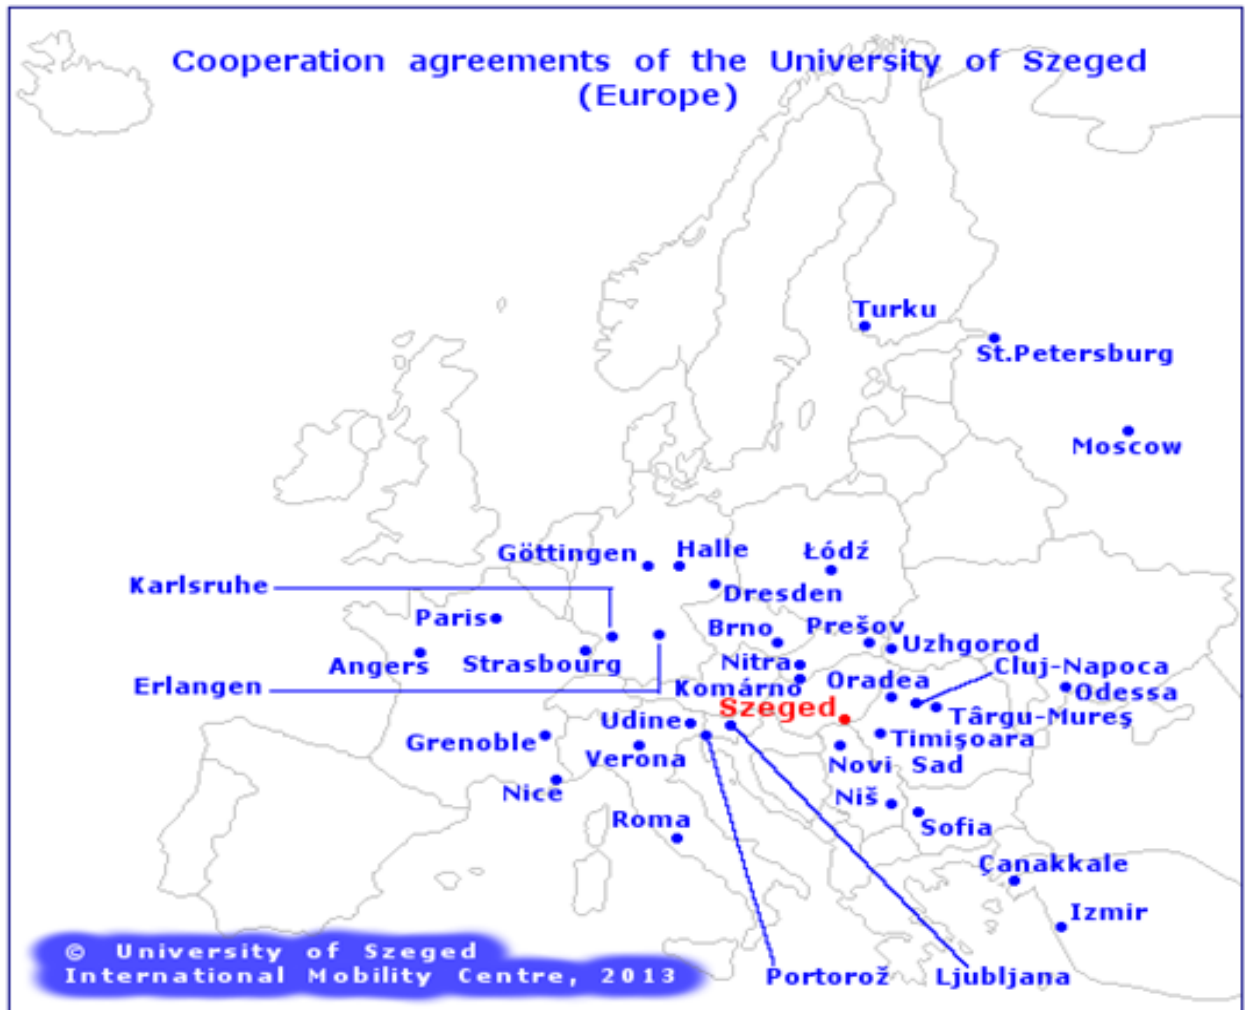 Cooperation agreements of the University of Szeged
(Europe)
Turku
St.Petersburg
Moscow
Göttingen
Halle
Łódź
Karlsruhe
Dresden
Paris
Brno
Prešov
Uzhgorod
Angers
Strasbourg
Nitra
Cluj-Napoca
Erlangen
Komárno
Oradea
Odessa
Szeged
Târgu-Mureş
Udine
Timişoara
Grenoble
Verona
Novi Sad
Nice
Niš
Roma
Sofia
Çanakkale
Izmir
© University of Szeged
International Mobility Centre, 2013
Portorož
Ljubljana